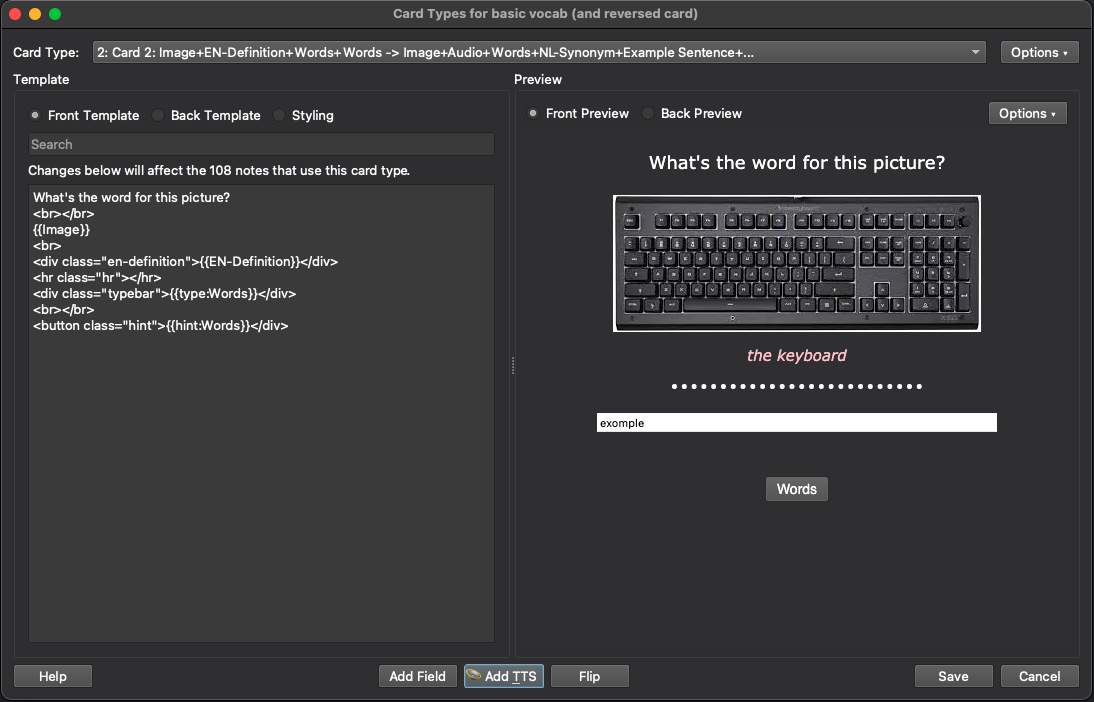 Card Types for basic vocab (and reversed card)
Card Type:
2: Card 2: Image+EN-Definition+Words+Words -> Image+Audio+Words+NL-Synonym+Example Sentence+...
Options
Template
Front Template
Back Template
Styling
Search
Changes below will affect the 108 notes that use this card type.
What's the word for this picture?
<br></br>
{{Image}}
<br>
<div class="en-definition">{{EN-Definition}}</div>
<hr class="hr"></hr>
<div class="typebar">{{type:Words}}</div>
<br></br>
<button class="hint">{{hint:Words}}</div>
Preview
Front Preview
Back Preview
Options
What's the word for this picture?
the keyboard
exomple
Words
Help
Add Field
Add TTS
Flip
Save
Cancel